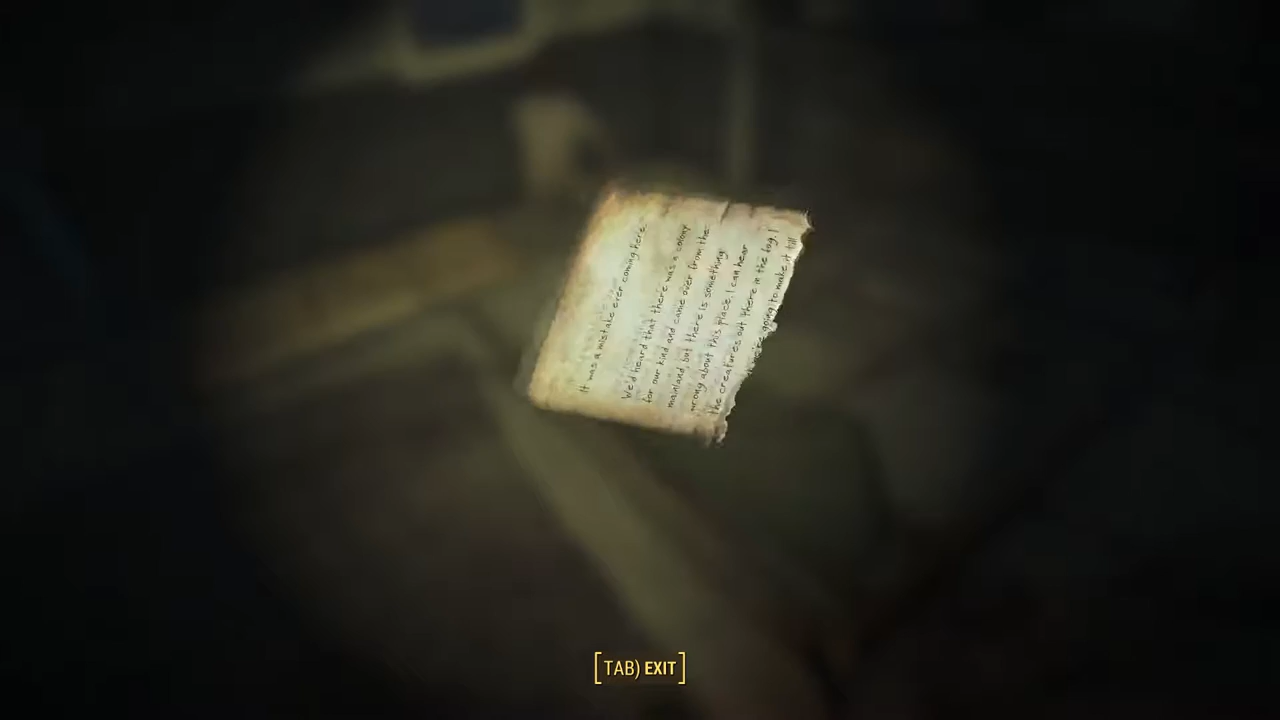 It was a mistake ever coming here.
We'd heard that there was a colony
for our kind and came over from the
mainland but there is something
wrong about this place. I can hear
the creatures out there in the fog. I
going to make it till
[TAB) EXIT]